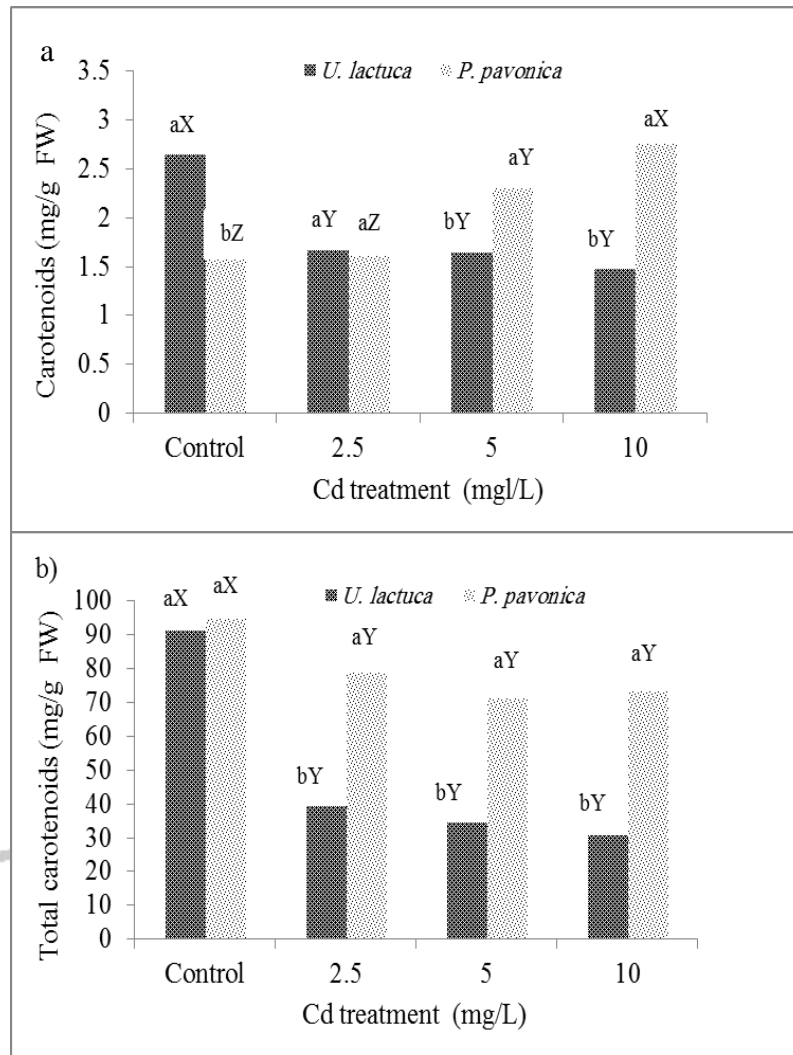 a
U. lactuca P. pavonica
Carotenoids (mg/g FW)
3.5
3
2.5
2
1.5
1
0.5
0
aX
bZ
aY
aZ
bY
aY
bY
aX
Control 2.5 5 10
Cd treatment (mgl/L)
b)
U. lactuca P. pavonica
Total carotenoids (mg/g FW)
100
90
80
70
60
50
40
30
20
10
0
aX
aX
bY
aY
bY
aY
bY
aY
Control 2.5 5 10
Cd treatment (mg/L)